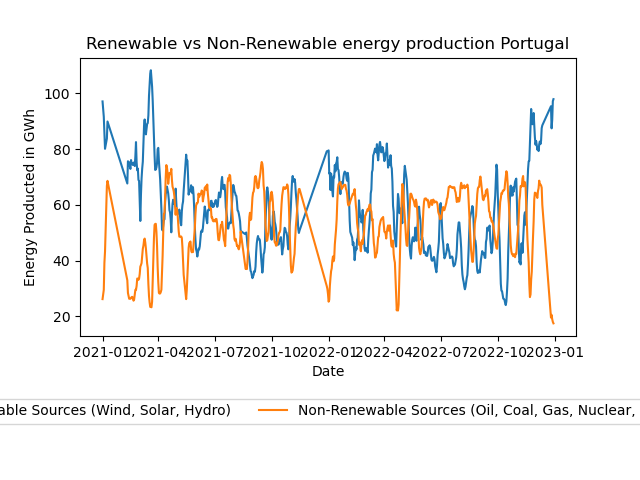 Renewable vs Non-Renewable energy production Portugal
Energy Producted in GWh
100
80
60
40
20
2021-01 2021-04 2021-07 2021-10 2022-01 2022-04 2022-07 2022-10 2023-01
Date
able Sources (Wind, Solar, Hydro) Non-Renewable Sources (Oil, Coal, Gas, Nuclear,